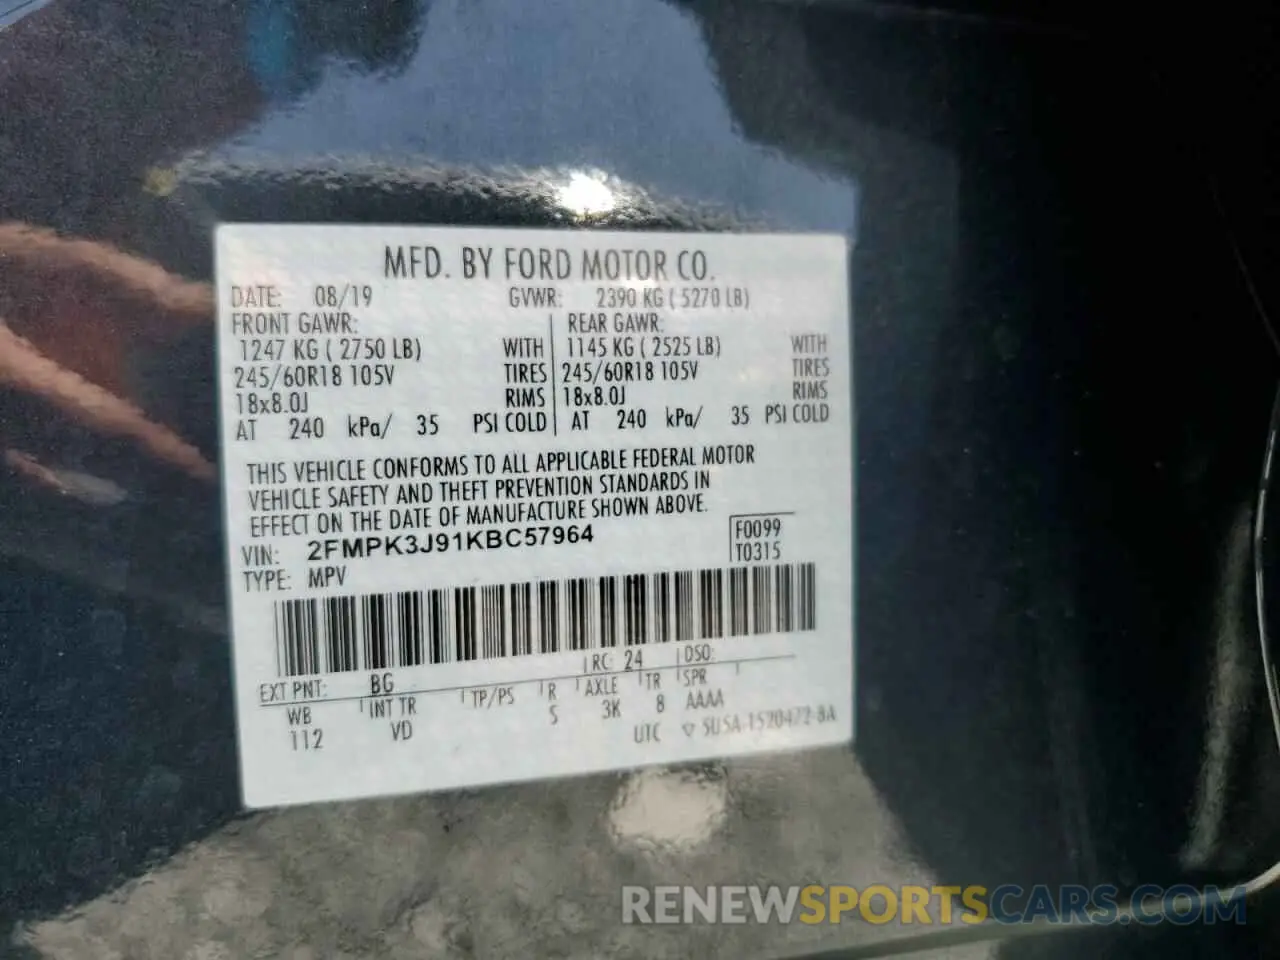 MFD. BY FORD MOTOR CO.
DATE: 08/19 GVWR: 2390 KG ( 5270 LB)
FRONT GAWR: REAR GAWR:
1247 KG ( 2750 LB) WITH 1145 KG ( 2525 LB) WITH
245/60R18 105V TIRES 245/60R18 105V TIRES
18x8.0J RIMS 18x8.0J RIMS
AT 240 kPa/ 35 PSI COLD AT 240 kPa/ 35 PSI COLD
THIS VEHICLE CONFORMS TO ALL APPLICABLE FEDERAL MOTOR
VEHICLE SAFETY AND THEFT PREVENTION STANDARDS IN
EFFECT ON THE DATE OF MANUFACTURE SHOWN ABOVE.
VIN: 2FMPK3J91KBC57964 F0099
TYPE: MPV T0315
EXT PNT: BG RC: 24 DSO:
WB INT TR TP/PS R AXLE TR SPR
112 VD S 3K 8 AAAA
UTC ▽ 5U5A-1520472-8A
RENEWSPORTSCARS.COM